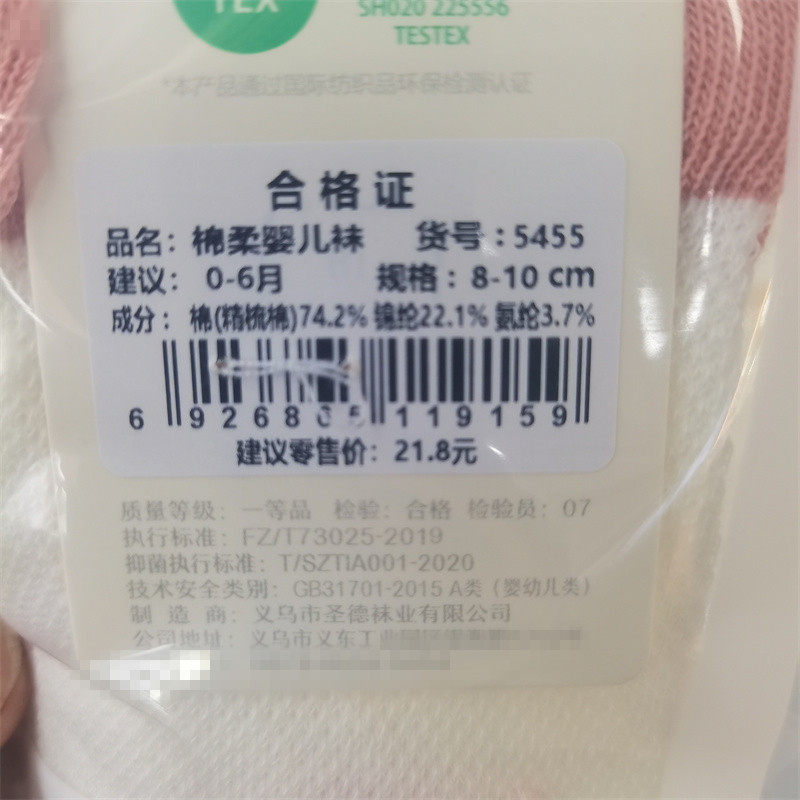 TEX
SH020 225556
TESTEX
*本产品通过国际纺织品环保检测认证
合格证
品名：棉柔婴儿袜 货号：5455
建议：0-6月 规格：8-10 cm
成分：棉(精梳棉)74.2% 锦纶22.1% 氨纶3.7%
6 926805 119159
建议零售价：21.8元
质量等级：一等品 检验：合格 检验员：07
执行标准：FZ/T73025-2019
抑菌执行标准：T/SZTIA001-2020
技术安全类别：GB31701-2015 A类（婴幼儿类）
制造商：义乌市圣德袜业有限公司
公司地址：义乌市义东工业园区